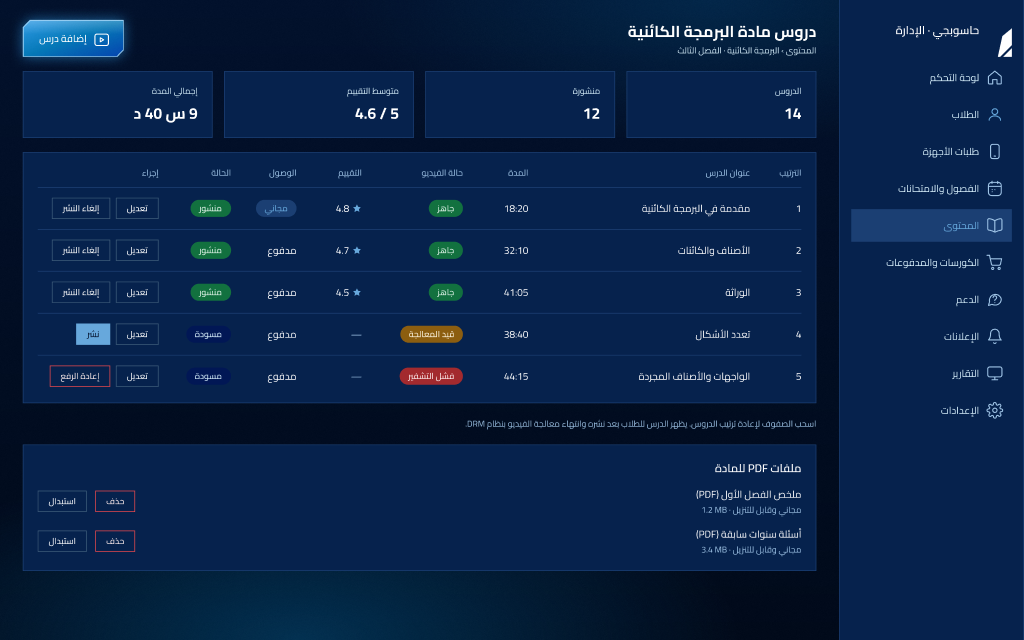 حاسوبجي · الإدارة
لوحة التحكم
الطلاب
طلبات الأجهزة
الفصول والامتحانات
المحتوى
الكورسات والمدفوعات
الدعم
الإعلانات
التقارير
الإعدادات
دروس مادة البرمجة الكائنية
المحتوى › البرمجة الكائنية · الفصل الثالث
إضافة درس
الدروس
14
منشورة
12
متوسط التقييم
4.6 / 5
إجمالي المدة
9 س 40 د
الترتيب عنوان الدرس المدة حالة الفيديو التقييم الوصول الحالة إجراء
1 مقدمة في البرمجة الكائنية 18:20 جاهز ★ 4.8 مجاني منشور تعديل إلغاء النشر
2 الأصناف والكائنات 32:10 جاهز ★ 4.7 مدفوع منشور تعديل إلغاء النشر
3 الوراثة 41:05 جاهز ★ 4.5 مدفوع منشور تعديل إلغاء النشر
4 تعدد الأشكال 38:40 قيد المعالجة — مدفوع مسودة تعديل نشر
5 الواجهات والأصناف المجردة 44:15 فشل التشفير — مدفوع مسودة تعديل إعادة الرفع
اسحب الصفوف لإعادة ترتيب الدروس. يظهر الدرس للطلاب بعد نشره وانتهاء معالجة الفيديو بنظام DRM.
ملفات PDF للمادة
ملخص الفصل الأول (PDF)
مجاني وقابل للتنزيل · 1.2 MB
حذف استبدال
أسئلة سنوات سابقة (PDF)
مجاني وقابل للتنزيل · 3.4 MB
حذف استبدال